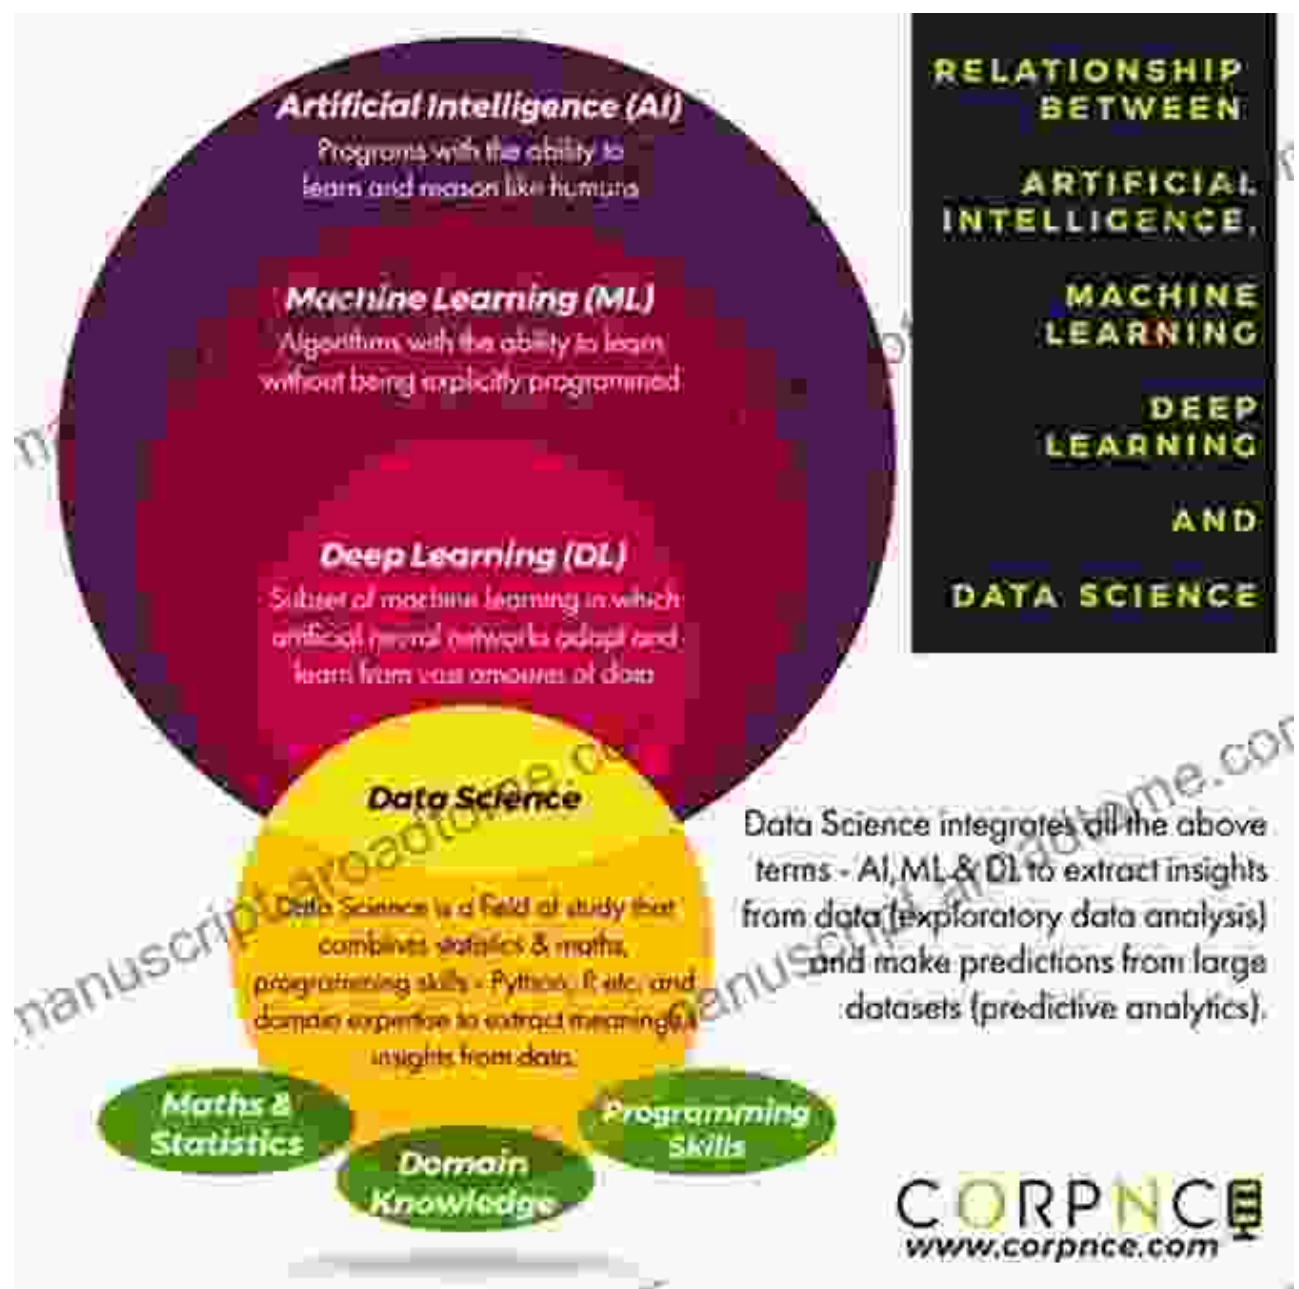 Artificial Intelligence (AI)
Programs with the ability to
learn and reason like humans
Machine Learning (ML)
Algorithms with the ability to learn
without being explicitly programmed
Deep Learning (DL)
Subset of machine learning in which
artificial neural networks adapt and
learn from vast amounts of data
Data Science
Data Science is a field of study that
combines statistics & maths,
programming skills - Python, R etc. and
domain expertise to extract meaningful
insights from data.
Maths &
Statistics
Domain
Knowledge
Programming
Skills
RELATIONSHIP
BETWEEN
ARTIFICIAL
INTELLIGENCE,
MACHINE
LEARNING
DEEP
LEARNING
AND
DATA SCIENCE
Data Science integrates all the above
terms - AI, ML & DL to extract insights
from data (exploratory data analysis)
and make predictions from large
datasets (predictive analytics).
CORPNCE
www.corpnce.com
manuscript.aroadtome.com
manuscript.aroadtome.com